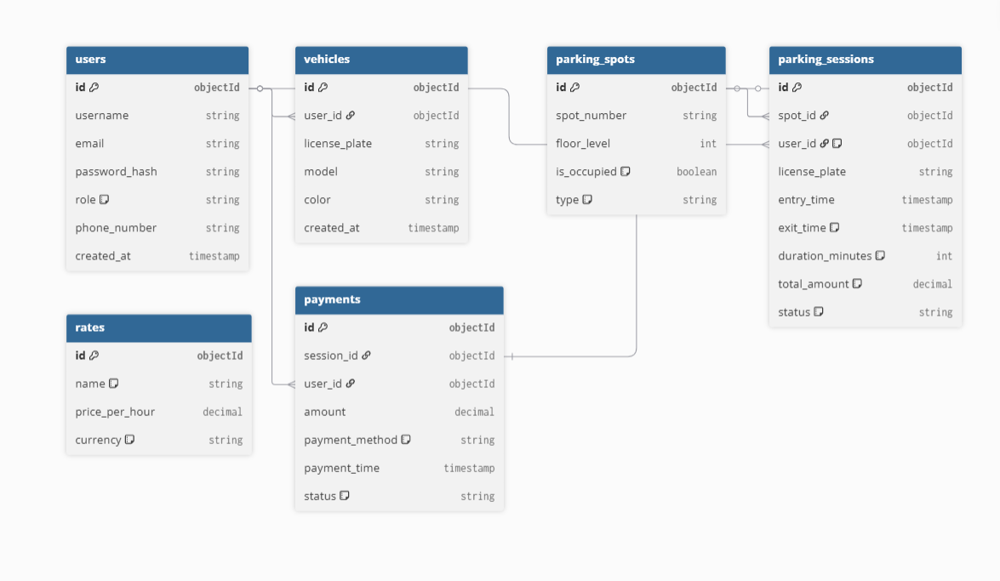 users
id objectId
username string
email string
password_hash string
role string
phone_number string
created_at timestamp
vehicles
id objectId
user_id objectId
license_plate string
model string
color string
created_at timestamp
parking_spots
id objectId
spot_number string
floor_level int
is_occupied boolean
type string
parking_sessions
id objectId
spot_id objectId
user_id objectId
license_plate string
entry_time timestamp
exit_time timestamp
duration_minutes int
total_amount decimal
status string
rates
id objectId
name string
price_per_hour decimal
currency string
payments
id objectId
session_id objectId
user_id objectId
amount decimal
payment_method string
payment_time timestamp
status string